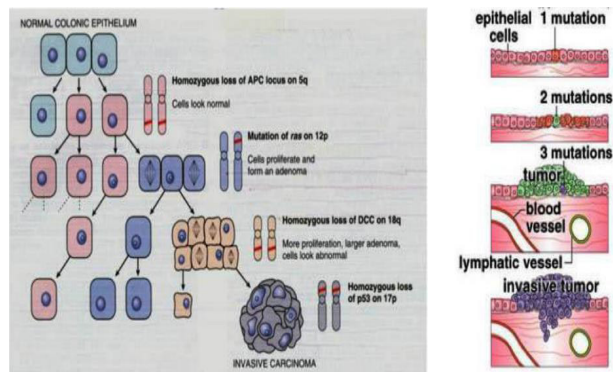 NORMAL COLONIC EPITHELIUM
Homozygous loss of APC locus on 5q
Cells look normal
Mutation of ras on 12p
Cells proliferate and
form an adenoma
Homozygous loss of DCC on 18q
More proliferation, larger adenoma,
cells look abnormal
Homozygous loss
of p53 on 17p
INVASIVE CARCINOMA
epithelial
cells
1 mutation
2 mutations
3 mutations
tumor
blood
vessel
lymphatic vessel
invasive tumor